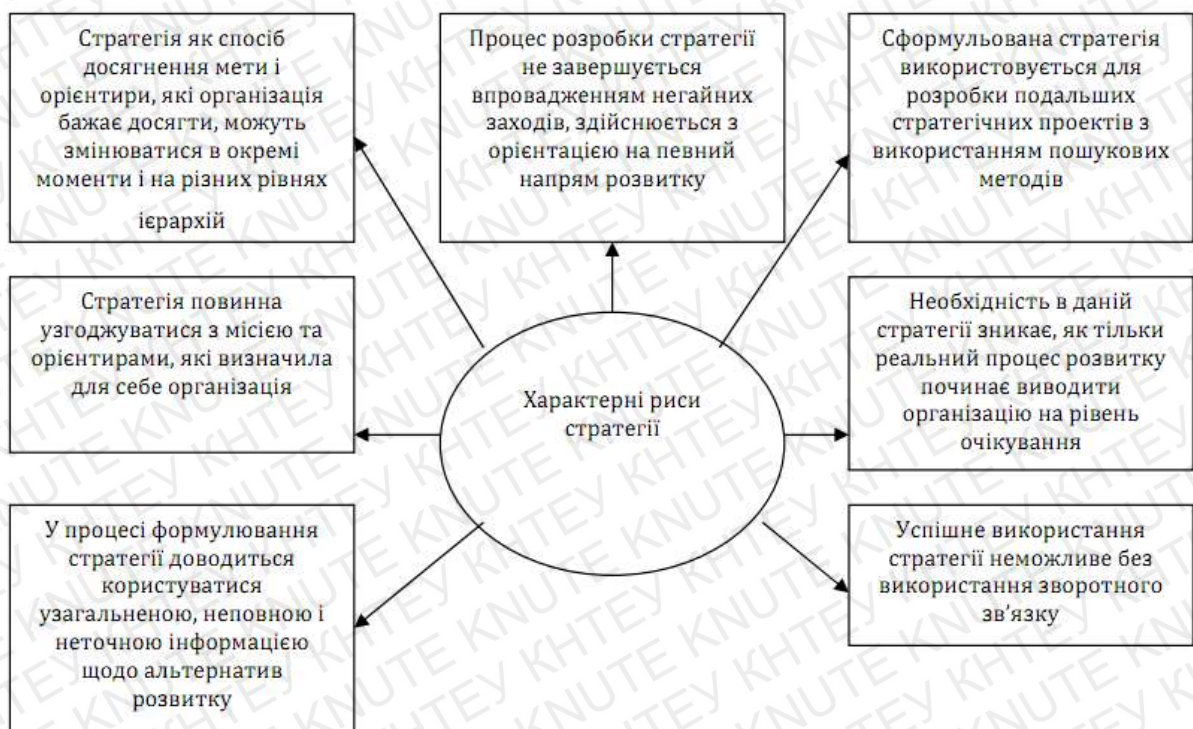 Стратегія як спосіб
досягнення мети і
орієнтири, які організація
бажає досягти, можуть
змінюватися в окремі
моменти і на різних рівнях
ієрархій
Процес розробки стратегії
не завершується
впровадженням негайних
заходів, здійснюється з
орієнтацією на певний
напрям розвитку
Сформульована стратегія
використовується для
розробки подальших
стратегічних проектів з
використанням пошукових
методів
Стратегія повинна
узгоджуватися з місією та
орієнтирами, які визначила
для себе організація
Характерні риси
стратегії
Необхідність в даній
стратегії зникає, як тільки
реальний процес розвитку
починає виводити
організацію на рівень
очікування
У процесі формулювання
стратегії доводиться
користуватися
узагальненою, неповною і
неточною інформацією
щодо альтернатив
розвитку
Успішне використання
стратегії неможливе без
використання зворотного
зв’язку